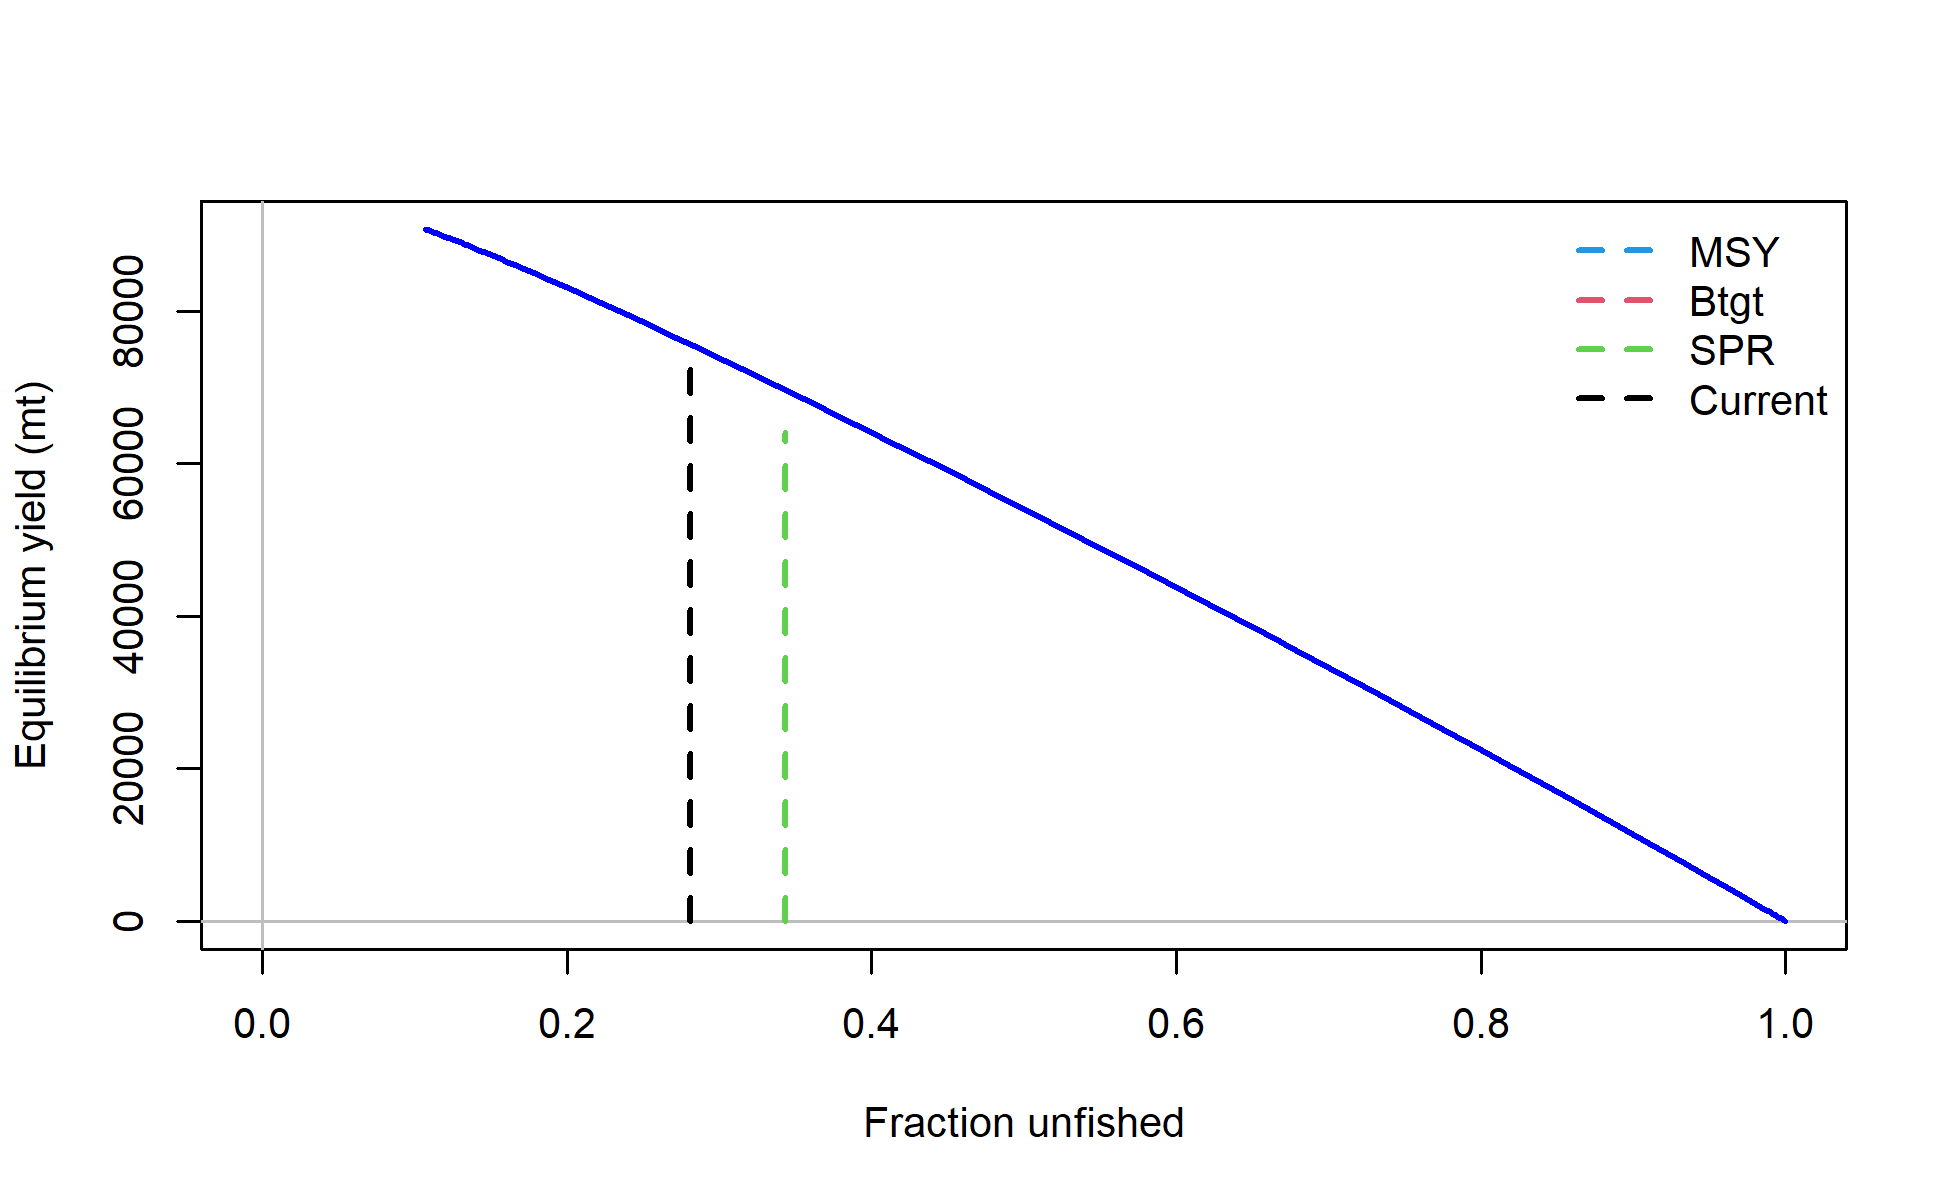 MSY
Btgt
SPR
Current
Equilibrium yield (mt)
80000
60000
40000
20000
0
0.0 0.2 0.4 0.6 0.8 1.0
Fraction unfished